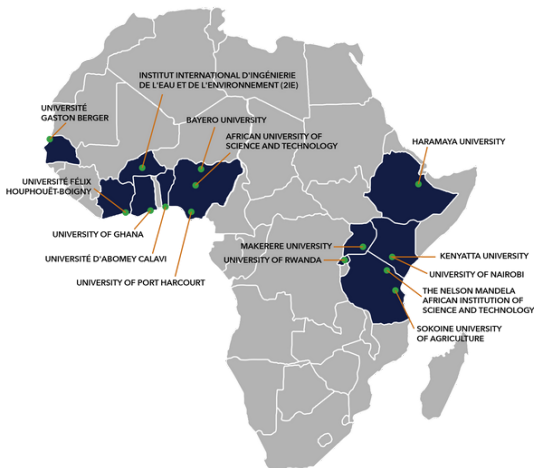 INSTITUT INTERNATIONAL D'INGÉNIERIE
DE L'EAU ET DE L'ENVIRONNEMENT (2IE)
UNIVERSITÉ
GASTON BERGER
BAYERO UNIVERSITY
AFRICAN UNIVERSITY OF
SCIENCE AND TECHNOLOGY
HARAMAYA UNIVERSITY
UNIVERSITÉ FÉLIX
HOUPHOUËT-BOIGNY
UNIVERSITY OF GHANA
UNIVERSITÉ D'ABOMEY CALAVI
UNIVERSITY OF PORT HARCOURT
MAKERERE UNIVERSITY
UNIVERSITY OF RWANDA
KENYATTA UNIVERSITY
UNIVERSITY OF NAIROBI
THE NELSON MANDELA
AFRICAN INSTITUTION OF
SCIENCE AND TECHNOLOGY
SOKOINE UNIVERSITY
OF AGRICULTURE